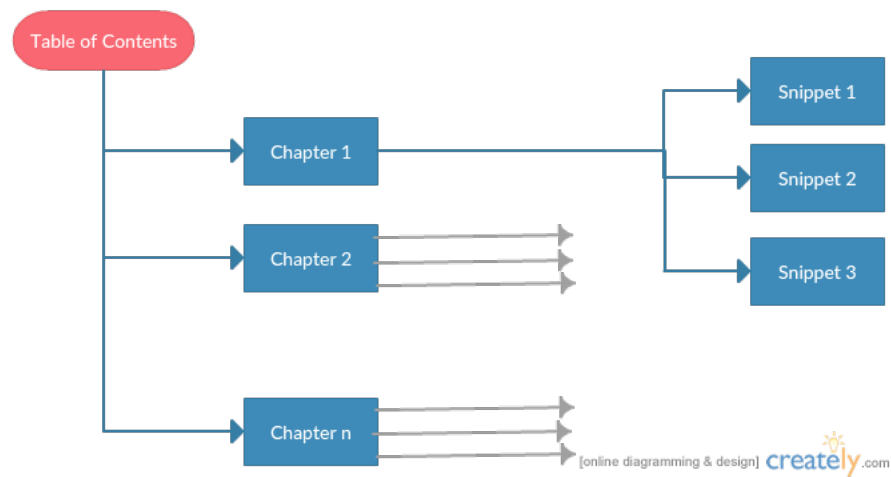 Table of Contents
Snippet 1
Chapter 1
Snippet 2
Chapter 2
Snippet 3
Chapter n
[online diagramming & design] creately.com